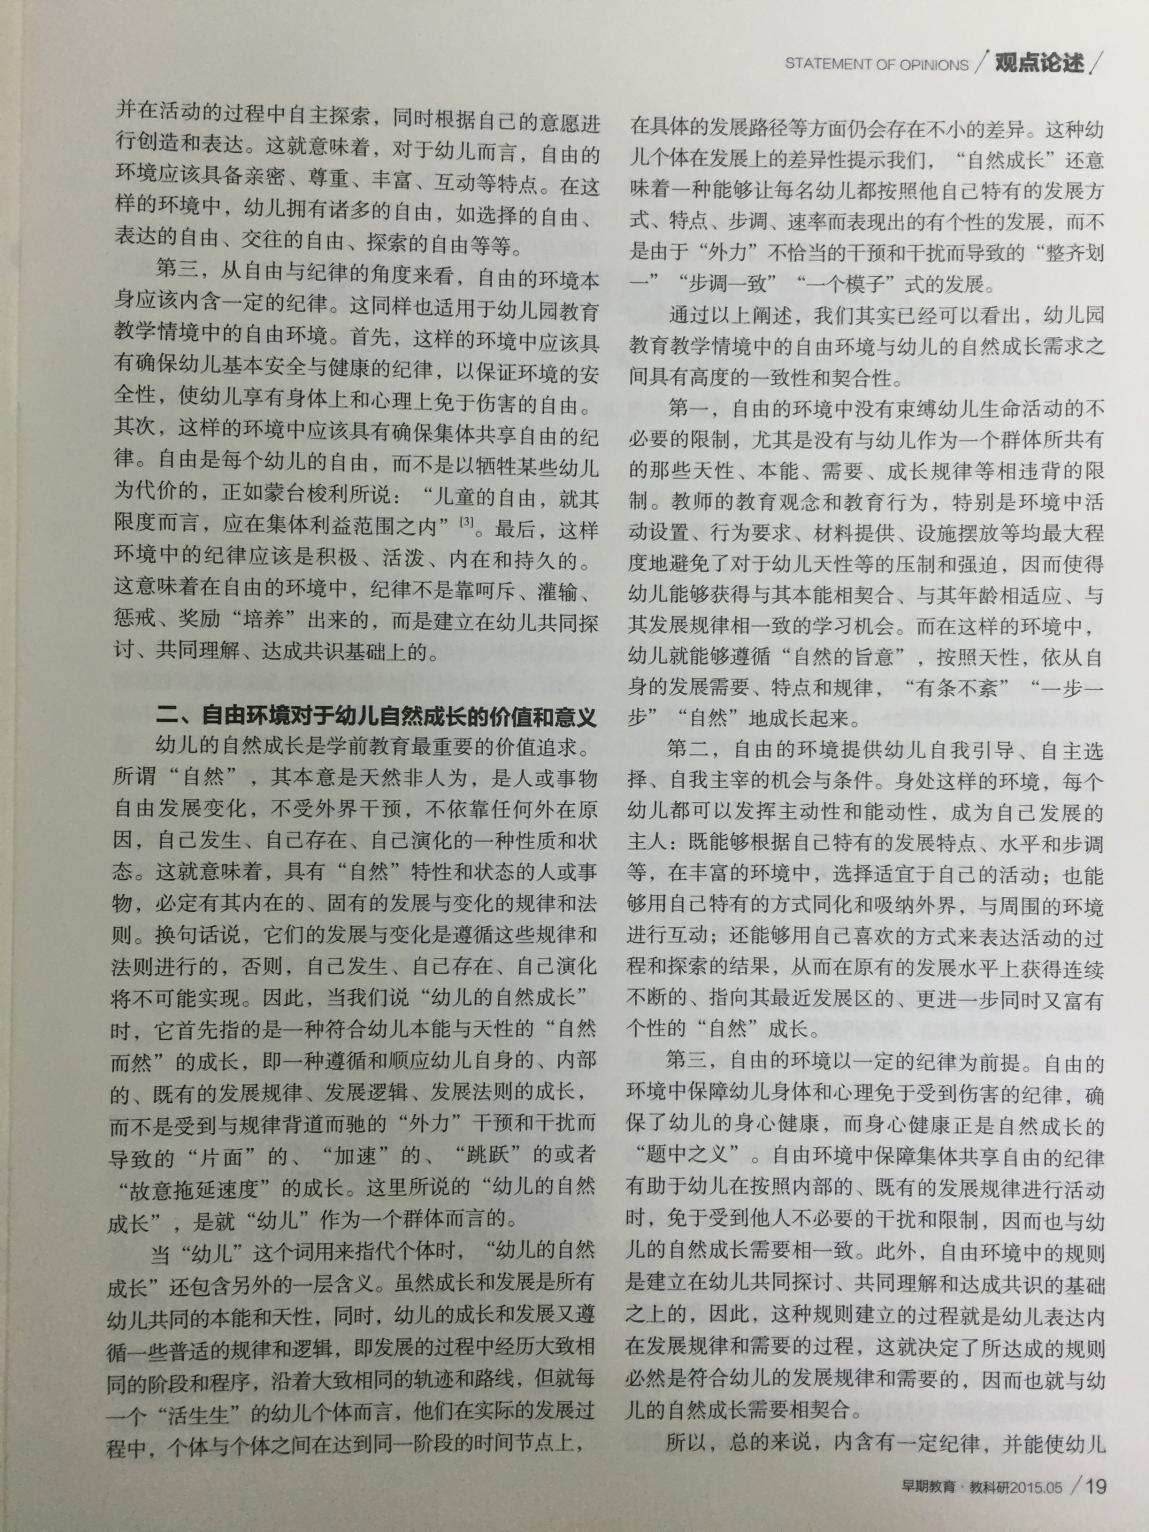 STATEMENT OF OPINIONS / 观点论述 /
并在活动的过程中自主探索，同时根据自己的意愿进
行创造和表达。这就意味着，对于幼儿而言，自由的
环境应该具备亲密、尊重、丰富、互动等特点。在这
样的环境中，幼儿拥有诸多的自由，如选择的自由、
表达的自由、交往的自由、探索的自由等等。
第三，从自由与纪律的角度来看，自由的环境本
身应该内含一定的纪律。这同样也适用于幼儿园教育
教学情境中的自由环境。首先，这样的环境中应该具
有确保幼儿基本安全与健康的纪律，以保证环境的安
全性，使幼儿享有身体上和心理上免于伤害的自由。
其次，这样的环境中应该具有确保集体共享自由的纪
律。自由是每个幼儿的自由，而不是以牺牲某些幼儿
为代价的，正如蒙台梭利所说：“儿童的自由，就其
限度而言，应在集体利益范围之内”[3]。最后，这样
环境中的纪律应该是积极、活泼、内在和持久的。
这意味着在自由的环境中，纪律不是靠呵斥、灌输、
惩戒、奖励“培养”出来的，而是建立在幼儿共同探
讨、共同理解、达成共识基础上的。
二、自由环境对于幼儿自然成长的价值和意义
幼儿的自然成长是学前教育最重要的价值追求。
所谓“自然”，其本意是天然非人为，是人或事物
自由发展变化，不受外界干预，不依靠任何外在原
因，自己发生、自己存在、自己演化的一种性质和状
态。这就意味着，具有“自然”特性和状态的人或事
物，必定有其内在的、固有的发展与变化的规律和法
则。换句话说，它们的发展与变化是遵循这些规律和
法则进行的，否则，自己发生、自己存在、自己演化
将不可能实现。因此，当我们说“幼儿的自然成长”
时，它首先指的是一种符合幼儿本能与天性的“自然
而然”的成长，即一种遵循和顺应幼儿自身的、内部
的、既有的发展规律、发展逻辑、发展法则的成长，
而不是受到与规律背道而驰的“外力”干预和干扰而
导致的“片面”的、“加速”的、“跳跃”的或者
“故意拖延速度”的成长。这里所说的“幼儿的自然
成长”，是就“幼儿”作为一个群体而言的。
当“幼儿”这个词用来指代个体时，“幼儿的自然
成长”还包含另外的一层含义。虽然成长和发展是所有
幼儿共同的本能和天性，同时，幼儿的成长和发展又遵
循一些普适的规律和逻辑，即发展的过程中经历大致相
同的阶段和程序，沿着大致相同的轨迹和路线，但就每
一个“活生生”的幼儿个体而言，他们在实际的发展过
程中，个体与个体之间在达到同一阶段的时间节点上，
在具体的发展路径等方面仍会存在不小的差异。这种幼
儿个体在发展上的差异性提示我们，“自然成长”还意
味着一种能够让每名幼儿都按照他自己特有的发展方
式、特点、步调、速率而表现出的有个性的发展，而不
是由于“外力”不恰当的干预和干扰而导致的“整齐划
一”“步调一致”“一个模子”式的发展。
通过以上阐述，我们其实已经可以看出，幼儿园
教育教学情境中的自由环境与幼儿的自然成长需求之
间具有高度的一致性和契合性。
第一，自由的环境中没有束缚幼儿生命活动的不
必要的限制，尤其是没有与幼儿作为一个群体所共有
的那些天性、本能、需要、成长规律等相违背的限
制。教师的教育观念和教育行为，特别是环境中活
动设置、行为要求、材料提供、设施摆放等均最大程
度地避免了对于幼儿天性等的压制和强迫，因而使得
幼儿能够获得与其本能相契合、与其年龄相适应、与
其发展规律相一致的学习机会。而在这样的环境中，
幼儿就能够遵循“自然的旨意”，按照天性，依从自
身的发展需要、特点和规律，“有条不紊”“一步一
步”“自然”地成长起来。
第二，自由的环境提供幼儿自我引导、自主选
择、自我主宰的机会与条件。身处这样的环境，每个
幼儿都可以发挥主动性和能动性，成为自己发展的
主人：既能够根据自己特有的发展特点、水平和步调
等，在丰富的环境中，选择适宜于自己的活动；也能
够用自己特有的方式同化和吸纳外界，与周围的环境
进行互动；还能够用自己喜欢的方式来表达活动的过
程和探索的结果，从而在原有的发展水平上获得连续
不断的、指向其最近发展区的、更进一步同时又富有
个性的“自然”成长。
第三，自由的环境以一定的纪律为前提。自由的
环境中保障幼儿身体和心理免于受到伤害的纪律，确
保了幼儿的身心健康，而身心健康正是自然成长的
“题中之义”。自由环境中保障集体共享自由的纪律
有助于幼儿在按照内部的、既有的发展规律进行活动
时，免于受到他人不必要的干扰和限制，因而也与幼
儿的自然成长需要相一致。此外，自由环境中的规则
是建立在幼儿共同探讨、共同理解和达成共识的基础
之上的，因此，这种规则建立的过程就是幼儿表达内
在发展规律和需要的过程，这就决定了所达成的规则
必然是符合幼儿的发展规律和需要的，因而也就与幼
儿的自然成长需要相契合。
所以，总的来说，内含有一定纪律，并能使幼儿
早期教育·教科研2015.05 / 19